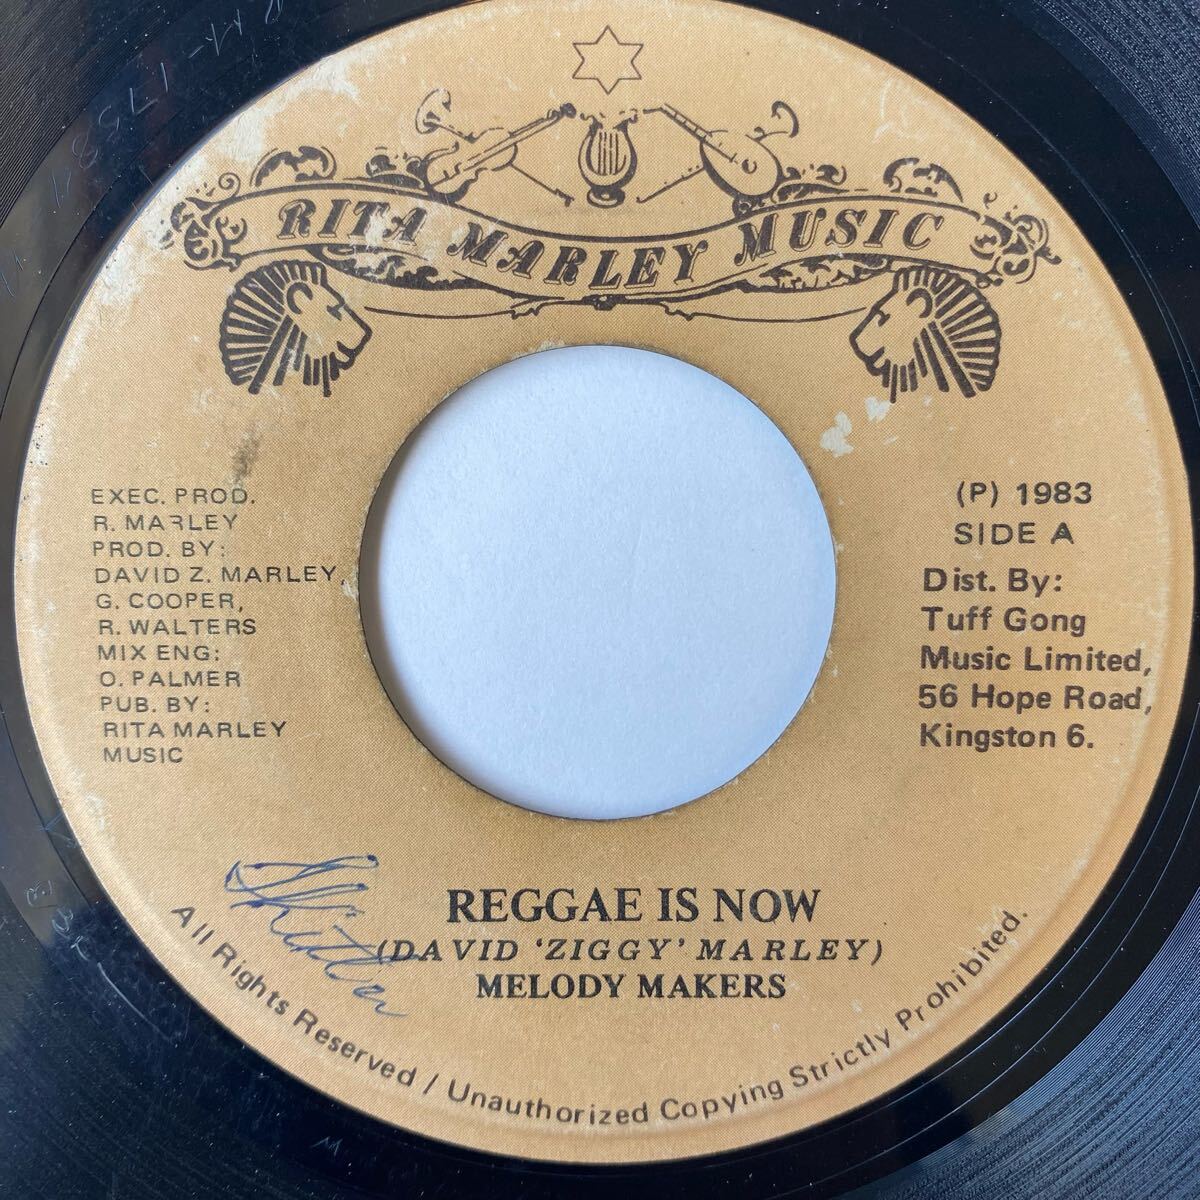 RITA MARLEY MUSIC
EXEC. PROD.
R. MARLEY
PROD. BY:
DAVID Z. MARLEY,
G. COOPER,
R. WALTERS
MIX ENG:
O. PALMER
PUB. BY:
RITA MARLEY
MUSIC
(P) 1983
SIDE A
Dist. By:
Tuff Gong
Music Limited,
56 Hope Road,
Kingston 6.
REGGAE IS NOW
(DAVID ‘ZIGGY’ MARLEY)
MELODY MAKERS
All Rights Reserved / Unauthorized Copying Strictly Prohibited.